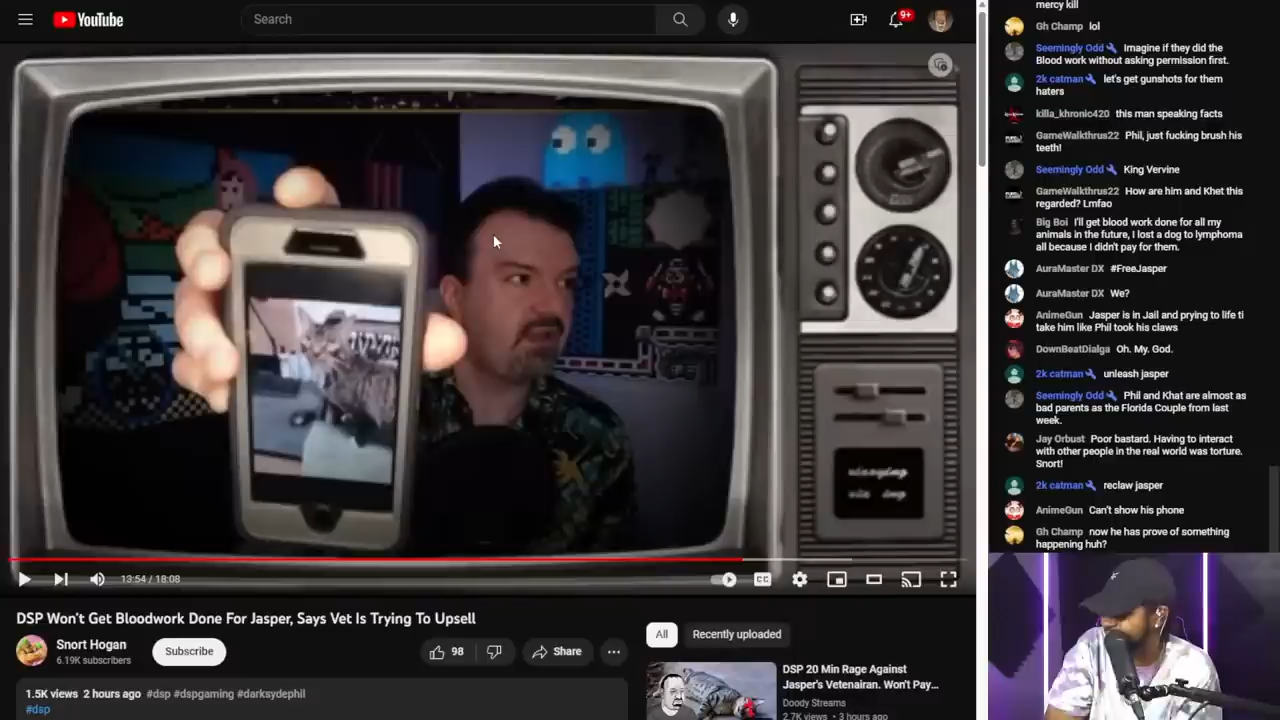 YouTube
Search
9+
13:54 / 18:08
CC
DSP Won't Get Bloodwork Done For Jasper, Says Vet Is Trying To Upsell
Snort Hogan
6.19K subscribers
Subscribe
98
Share
1.5K views 2 hours ago #dsp #dspgaming #darksydephil
#dsp
All
Recently uploaded
DSP 20 Min Rage Against
Jasper's Vetenairan. Won't Pay...
Doody Streams
2.7K views • 3 hours ago
mercy kill
Gh Champ lol
Seemingly Odd Imagine if they did the
Blood work without asking permission first.
2k catman let's get gunshots for them
haters
killa_khronic420 this man speaking facts
GameWalkthrus22 Phil, just fucking brush his
teeth!
Seemingly Odd King Vervine
GameWalkthrus22 How are him and Khet this
regarded? Lmfao
Big Boi I'll get blood work done for all my
animals in the future, I lost a dog to lymphoma
all because I didn't pay for them.
AuraMaster DX #FreeJasper
AuraMaster DX We?
AnimeGun Jasper is in Jail and prying to life ti
take him like Phil took his claws
DownBeatDialga Oh. My. God.
2k catman unleash jasper
Seemingly Odd Phil and Khat are almost as
bad parents as the Florida Couple from last
week.
Jay Orbust Poor bastard. Having to interact
with other people in the real world was torture.
Snort!
2k catman reclaw jasper
AnimeGun Can't show his phone
Gh Champ now he has prove of something
happening huh?